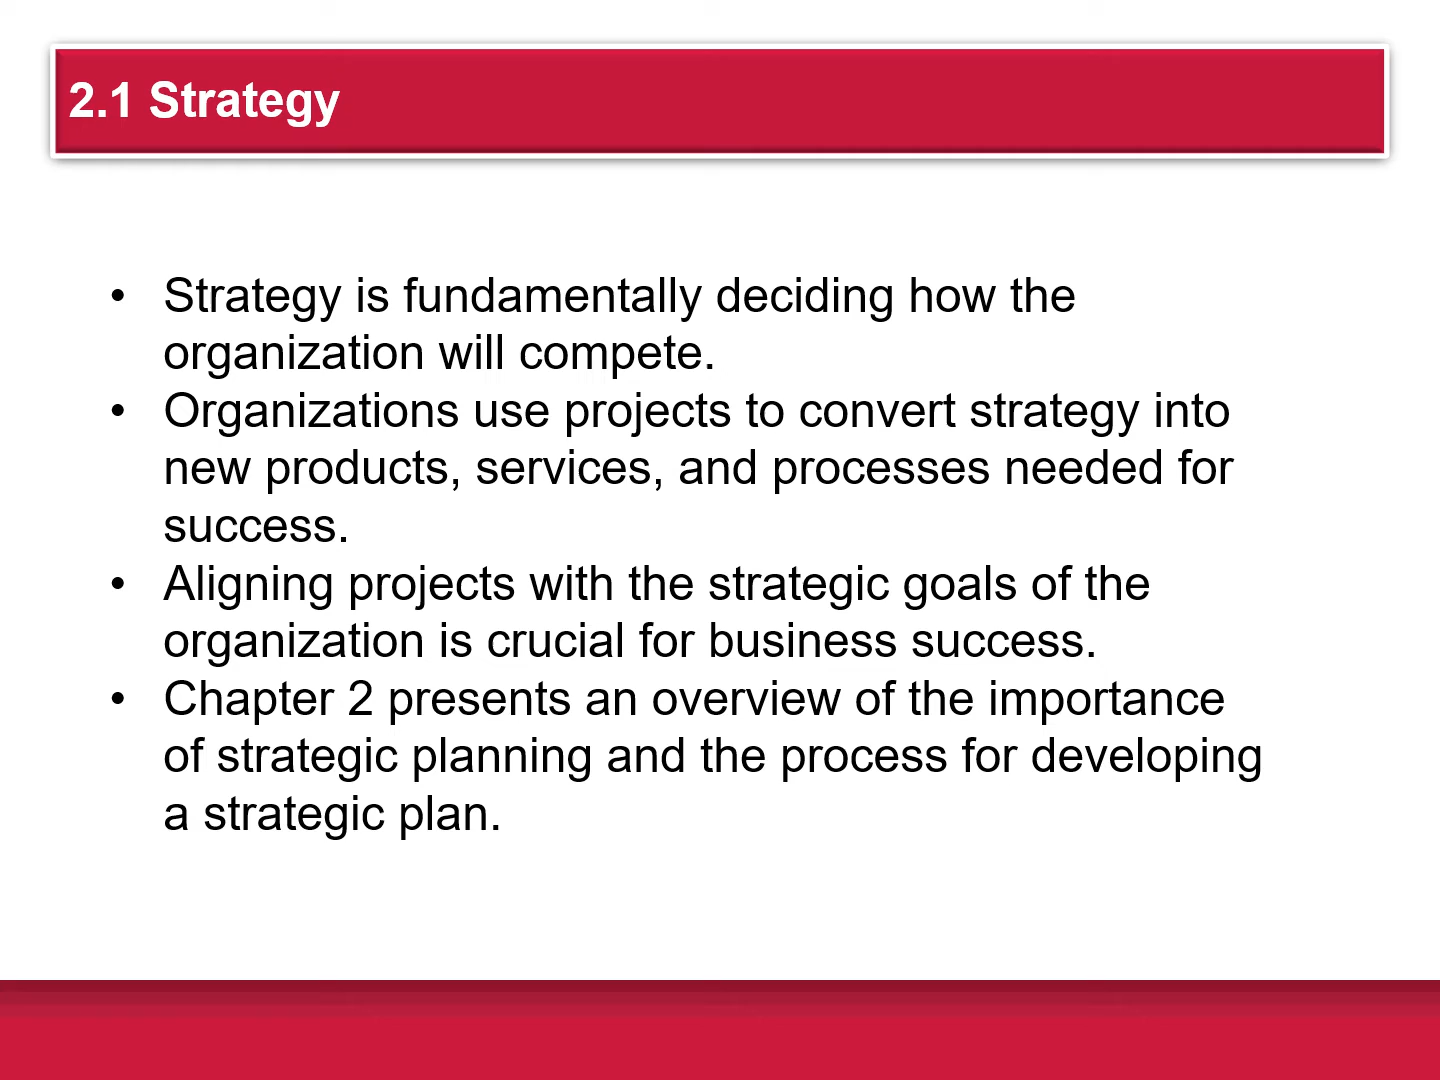 2.1 Strategy
• Strategy is fundamentally deciding how the
organization will compete.
• Organizations use projects to convert strategy into
new products, services, and processes needed for
success.
• Aligning projects with the strategic goals of the
organization is crucial for business success.
• Chapter 2 presents an overview of the importance
of strategic planning and the process for developing
a strategic plan.